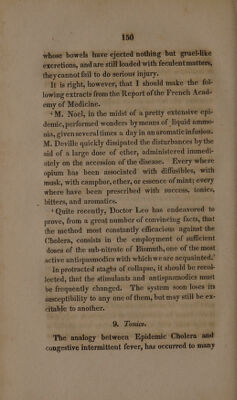 150
whose bowels have ejected nothing but gruel-like
excretions, and are still loaded with feculent matters,
they cannot fail to do serious injury.
It is right, however, that I should make the fol-
lowing extracts from the Report of the French Acad-
emy of Medicine.
‘M. Noel, in the midst of a pretty extensive epi-
demic, performed wonders by means of liquid ammo-
nia, given several times a day in an aromatic infusion.
M. Deville quickly dissipated the disturbances by the
aid of a large dose of ether, administered immedi-
ately on the accession of the disease. Every where
opium has been associated with diffusibles, with
musk, with camphor, ether, or essence of mint; every
where have been prescribed with success, tonics,
bitters, and aromatics.
‘Quite recently, Doctor Leo has endeavored to
prove, from a great number of convincing facts, that
the method most constantly efficacious against the
Cholera, consists in the employment of sufficient
doses of the sub-nitrate of Bismuth, one of the most
active antispasmodics with which we are acquainted.’
In protracted stages of collapse, it should be recol-
lected, that the stimulants and antispasmodics must
be frequently changed. The system soon loses its
susceptibility to any one of them, but may still be ex-
citable to another.
9. Tonics.
The analogy between Epidemic Cholera and
congestive intermittent fever, has occurred to many